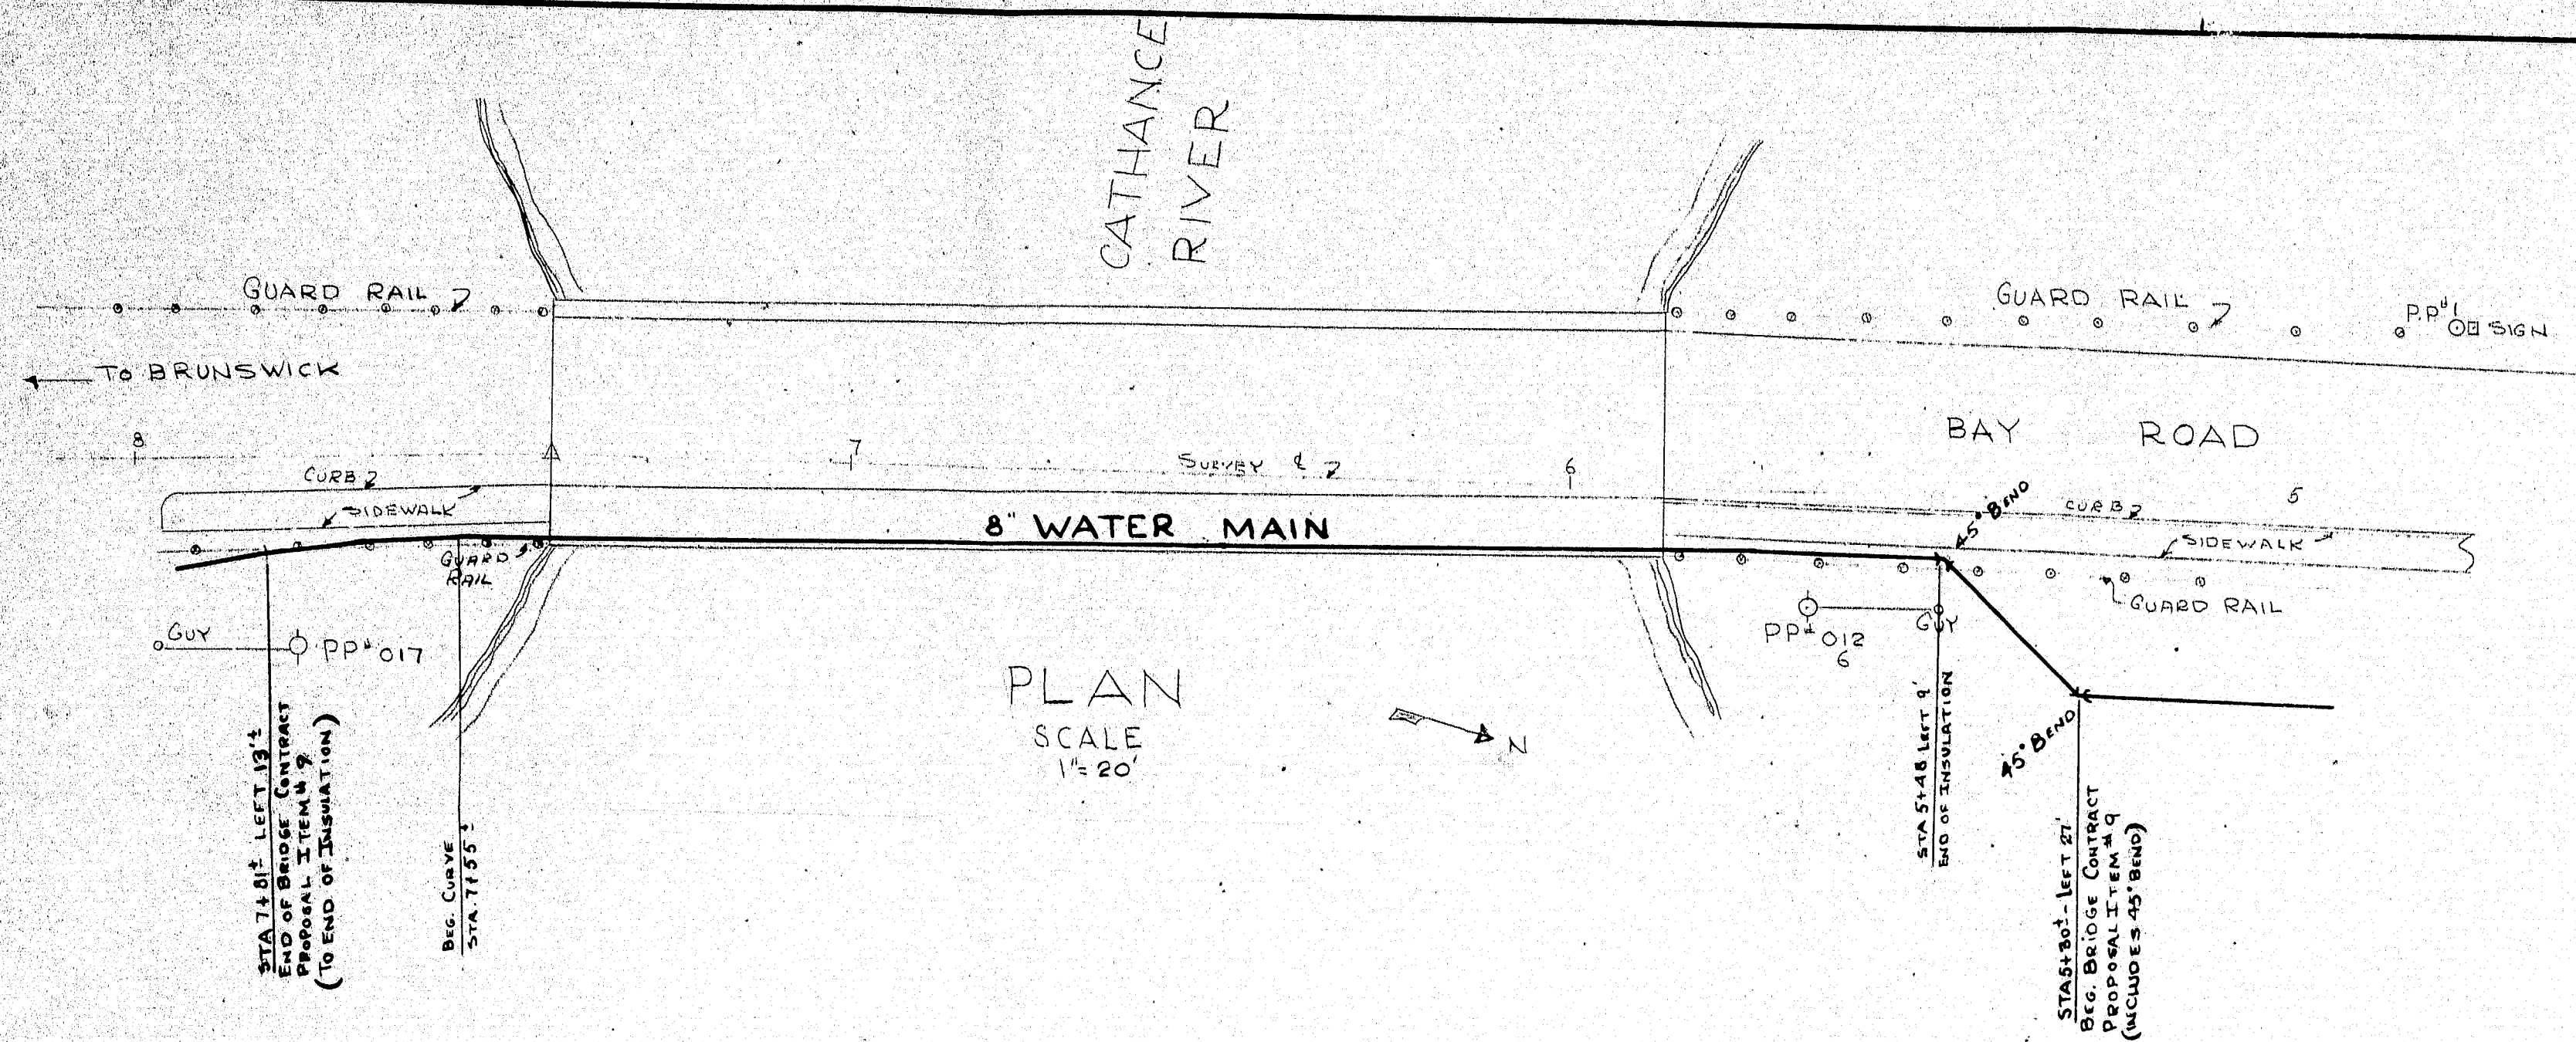 CATHANCE
RIVER
GUARD RAIL
GUARD RAIL
P.P#1
SIGN
TO BRUNSWICK
BAY ROAD
8
7
6
5
SURVEY ℄
CURB
SIDEWALK
8" WATER MAIN
45° BEND
CURB
SIDEWALK
GUARD
RAIL
GUARD RAIL
GUY
PP# 017
PP# 012
6
GUY
PLAN
SCALE
1"= 20'
N
45° BEND
STA 7+81± LEFT 13'±
END OF BRIDGE CONTRACT
PROPOSAL ITEM # 9
(TO END OF INSULATION)
BEG. CURVE
STA. 7+55±
STA 5+48 LEFT 9'
END OF INSULATION
STA 5+30± - LEFT 27'
BEG. BRIDGE CONTRACT
PROPOSAL ITEM # 9
(INCLUDES 45° BEND)